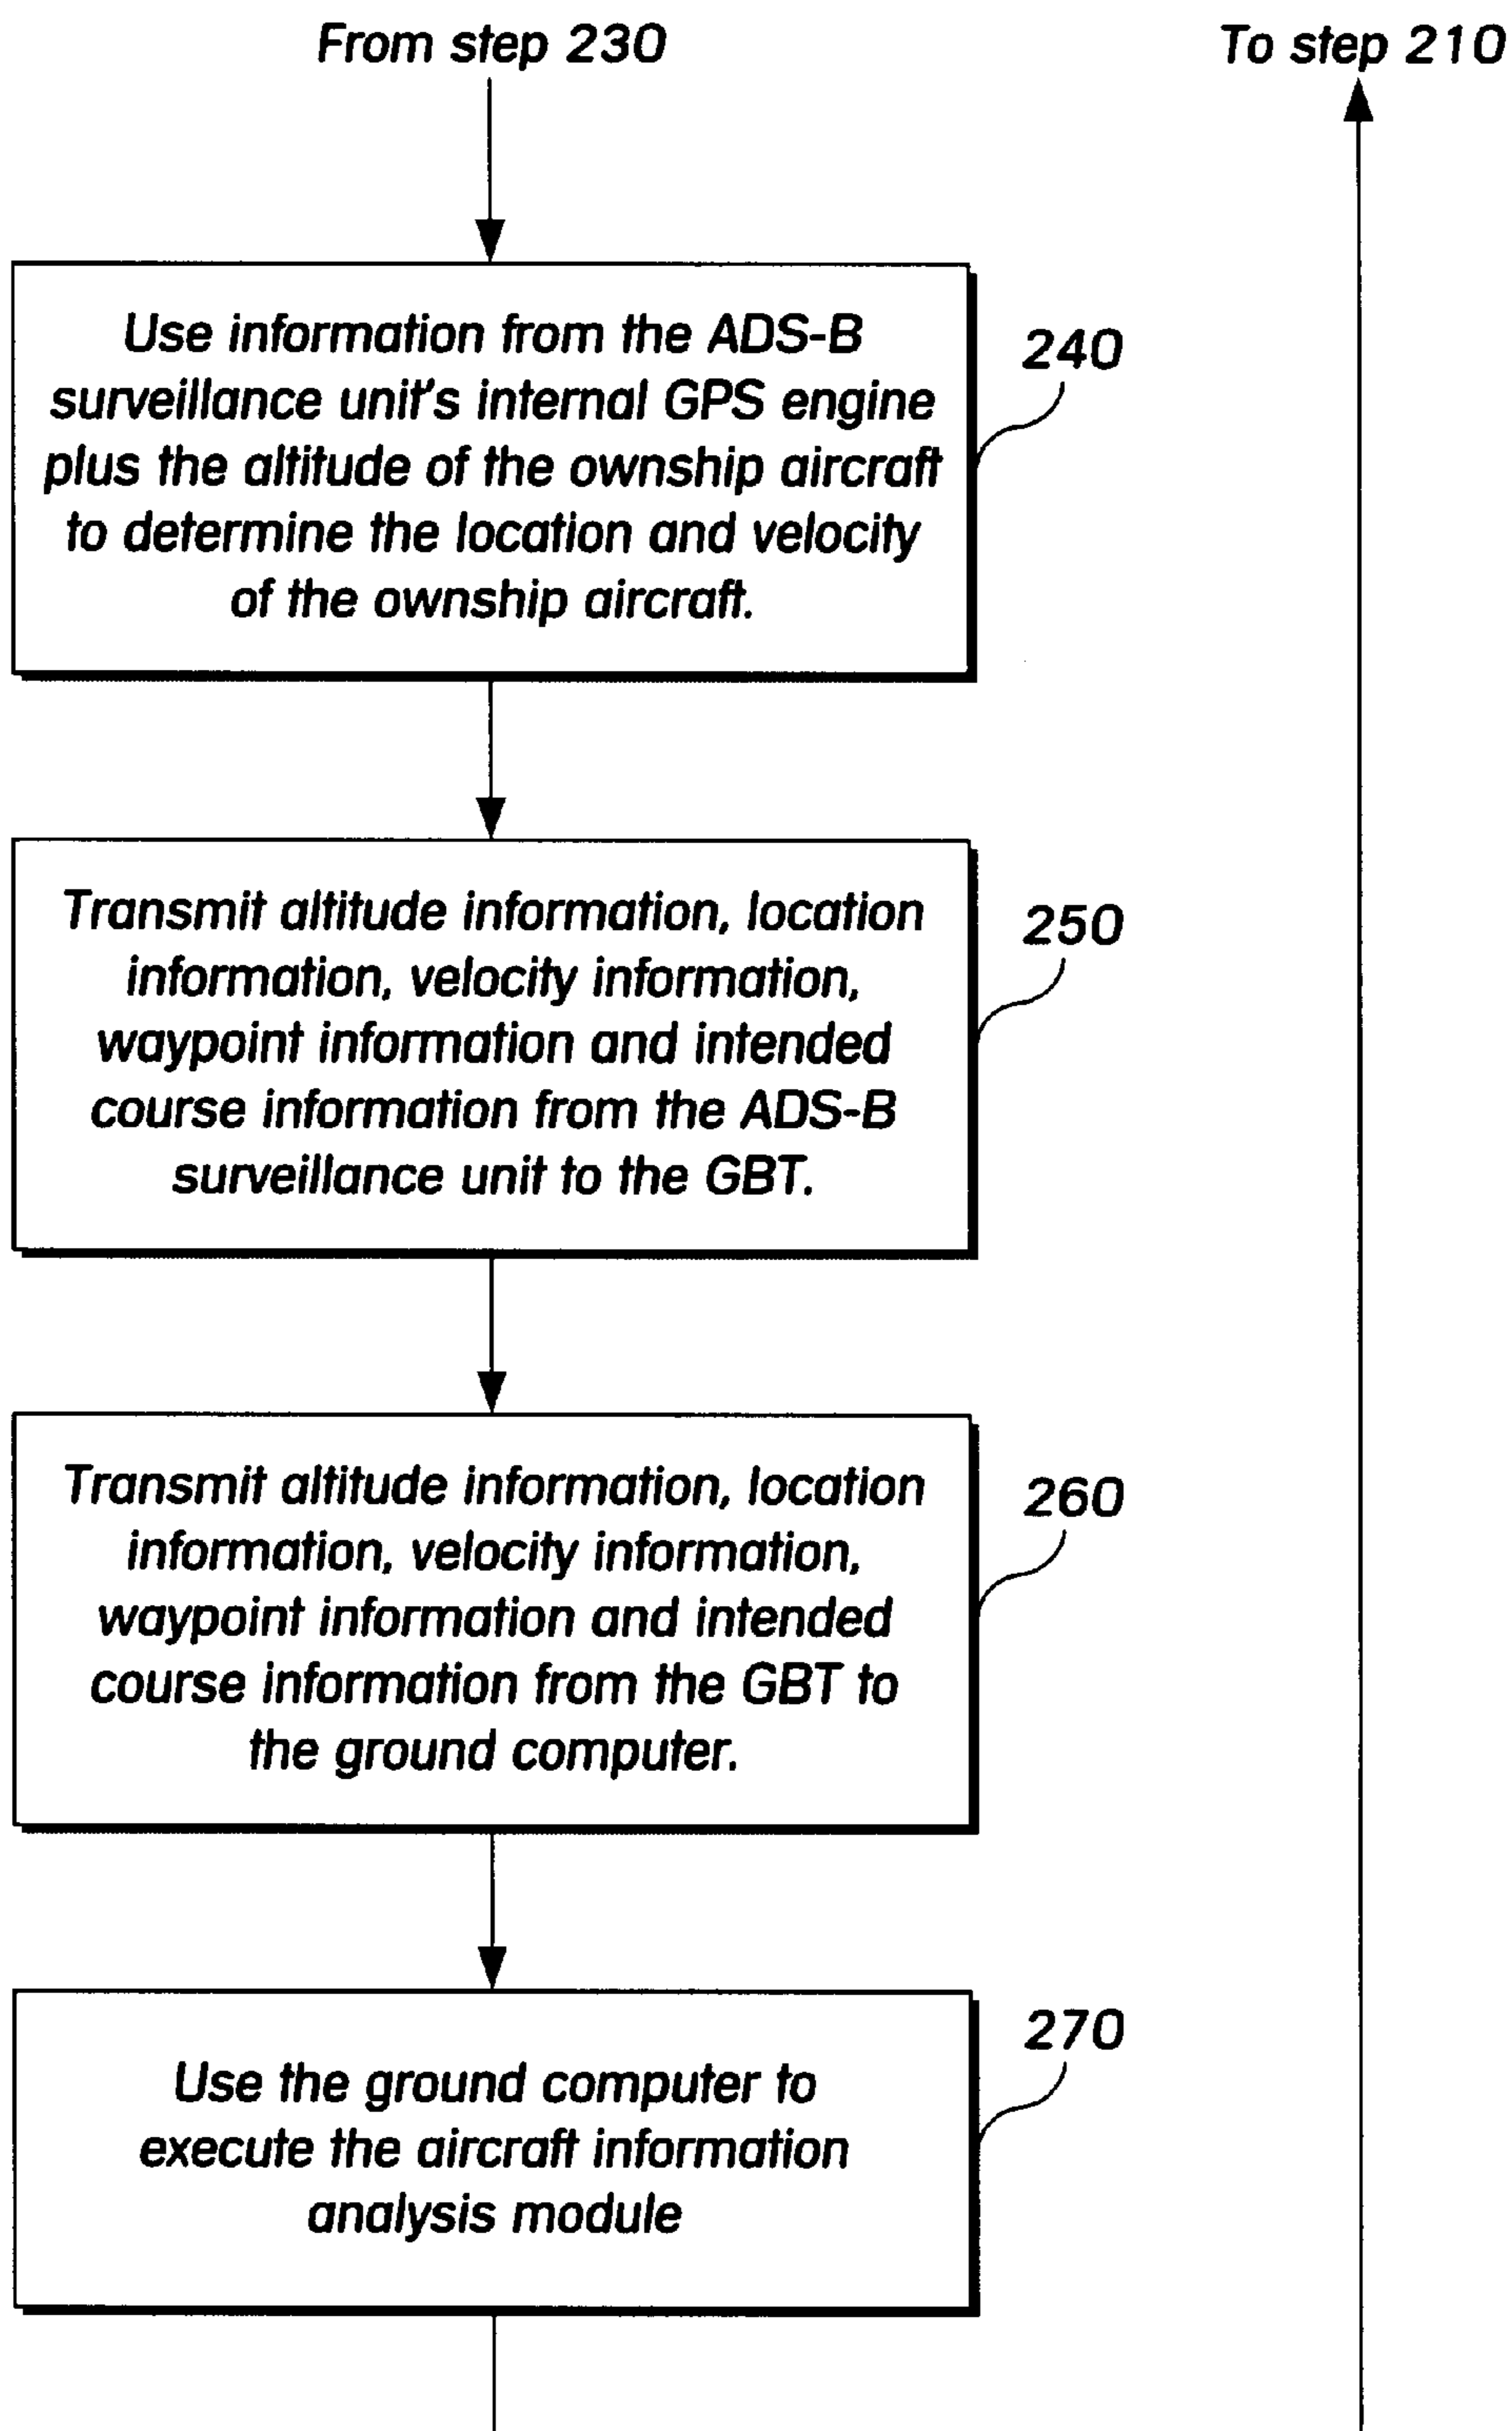 From step 230
To step 210
Use information from the ADS-B
surveillance unit's internal GPS engine
plus the altitude of the ownship aircraft
to determine the location and velocity
of the ownship aircraft.
240
Transmit altitude information, location
information, velocity information,
waypoint information and intended
course information from the ADS-B
surveillance unit to the GBT.
250
Transmit altitude information, location
information, velocity information,
waypoint information and intended
course information from the GBT to
the ground computer.
260
Use the ground computer to
execute the aircraft information
analysis module
270